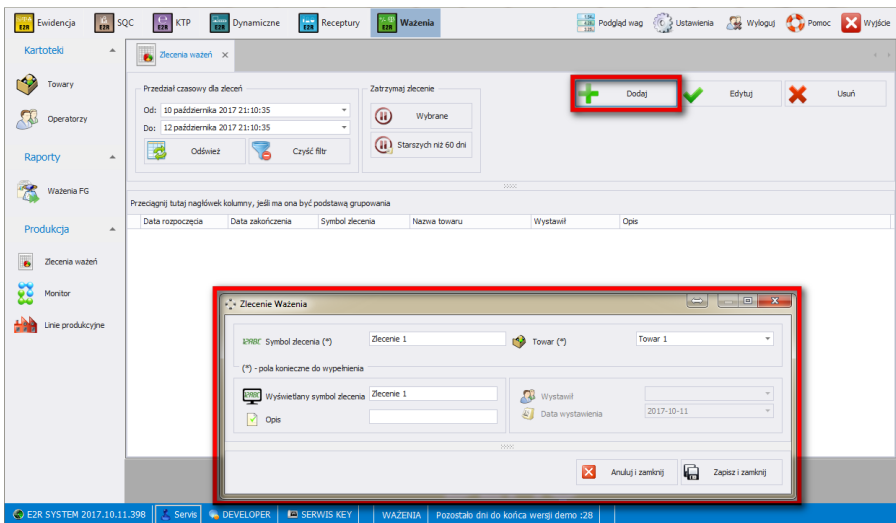 E2R Ewidencja E2R SQC E2R KTP E2R Dynamiczne E2R Receptury E2R Ważenia Podgląd wag Ustawienia Wyloguj Pomoc Wyjście
Kartoteki
Towary
Operatorzy
Raporty
Ważenia FG
Produkcja
Zlecenia ważeń
Monitor
Linie produkcyjne
Zlecenia ważeń
Przedział czasowy dla zleceń
Od: 10 października 2017 21:10:35
Do: 12 października 2017 21:10:35
Odśwież Czyść filtr
Zatrzymaj zlecenie
Wybrane
Starszych niż 60 dni
Dodaj Edytuj Usuń
Przeciągnij tutaj nagłówek kolumny, jeśli ma ona być podstawą grupowania
Data rozpoczęcia Data zakończenia Symbol zlecenia Nazwa towaru Wystawił Opis
Zlecenie Ważenia
Symbol zlecenia (*) Zlecenie 1 Towar (*) Towar 1
(*) - pola konieczne do wypełnienia
Wyświetlany symbol zlecenia Zlecenie 1 Wystawił
Opis Data wystawienia 2017-10-11
Anuluj i zamknij Zapisz i zamknij
E2R SYSTEM 2017.10.11.398 Servis DEVELOPER SERWIS KEY WAŻENIA Pozostało dni do końca wersji demo :28